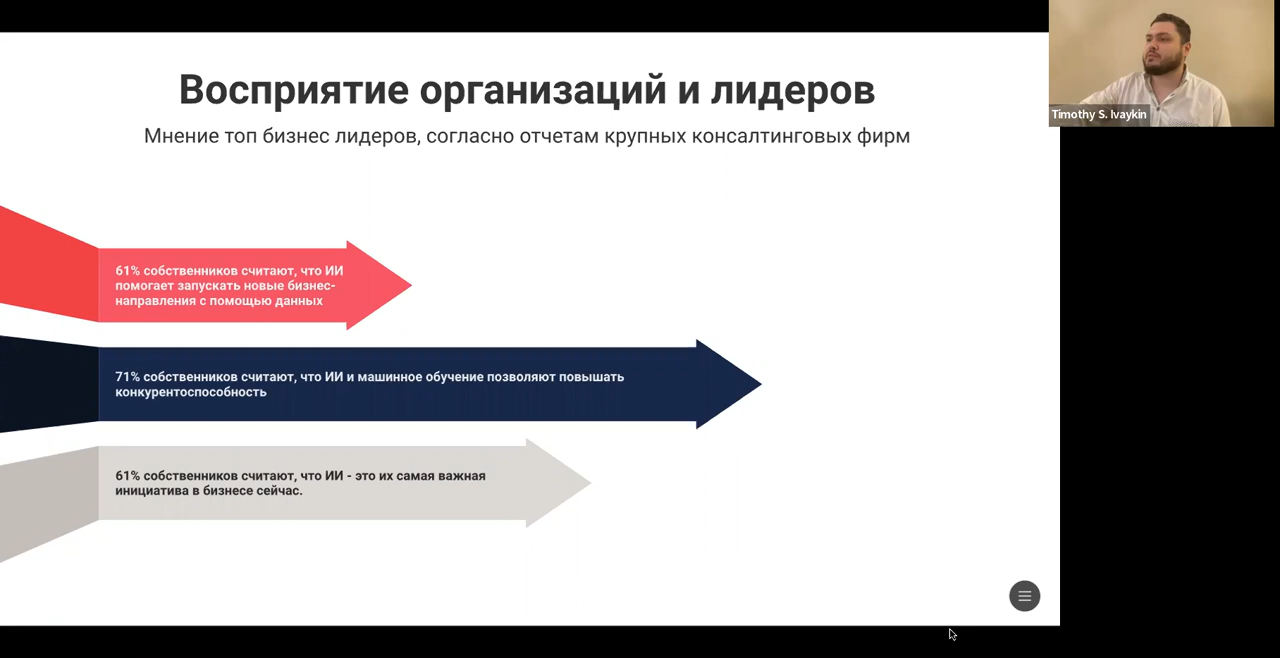 Восприятие организаций и лидеров
Мнение топ бизнес лидеров, согласно отчетам крупных консалтинговых фирм
Timothy S. Ivaykin
61% собственников считают, что ИИ
помогает запускать новые бизнес-
направления с помощью данных
71% собственников считают, что ИИ и машинное обучение позволяют повышать
конкурентоспособность
61% собственников считают, что ИИ - это их самая важная
инициатива в бизнесе сейчас.